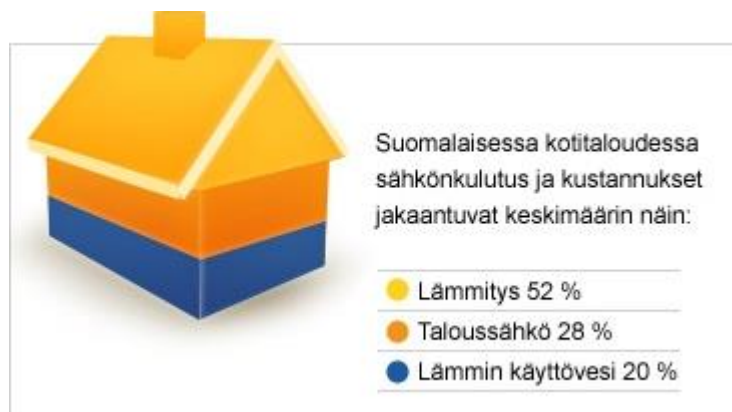 Suomalaisessa kotitaloudessa
sähkönkulutus ja kustannukset
jakaantuvat keskimäärin näin:
Lämmitys 52 %
Taloussähkö 28 %
Lämmin käyttövesi 20 %